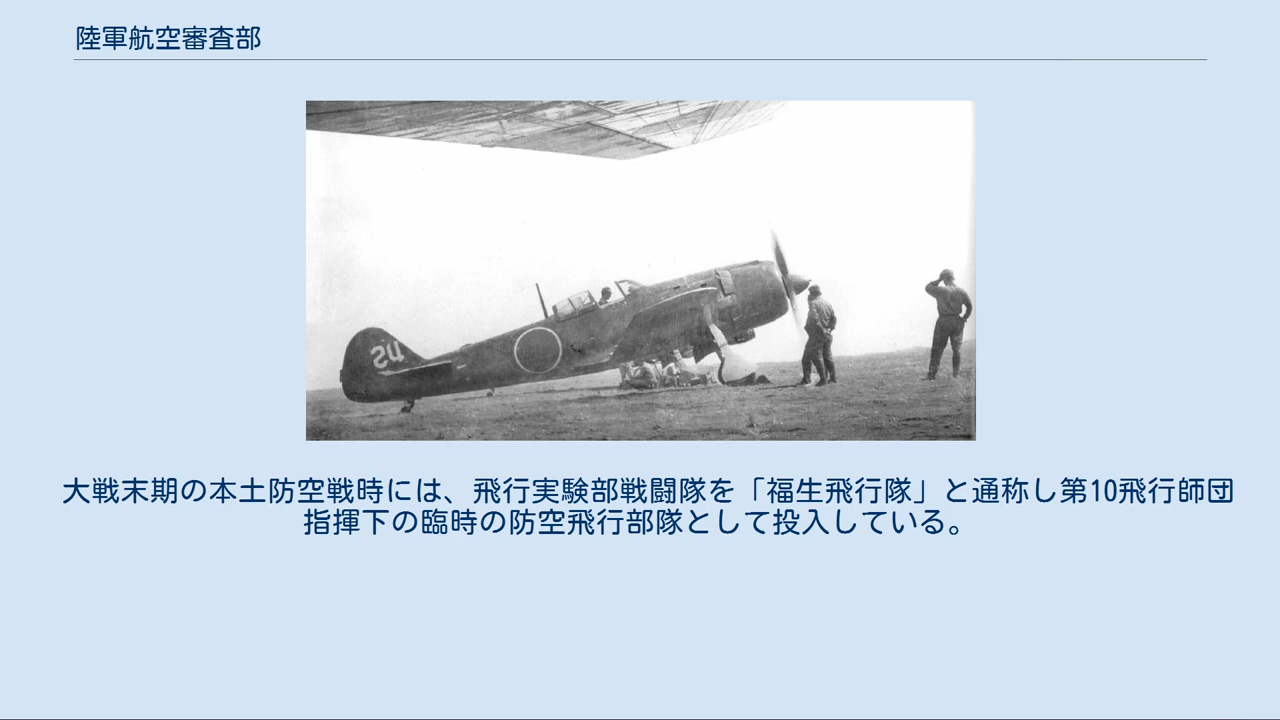 陸軍航空審査部
24
大戦末期の本土防空戦時には、飛行実験部戦闘隊を「福生飛行隊」と通称し第10飛行師団
指揮下の臨時の防空飛行部隊として投入している。